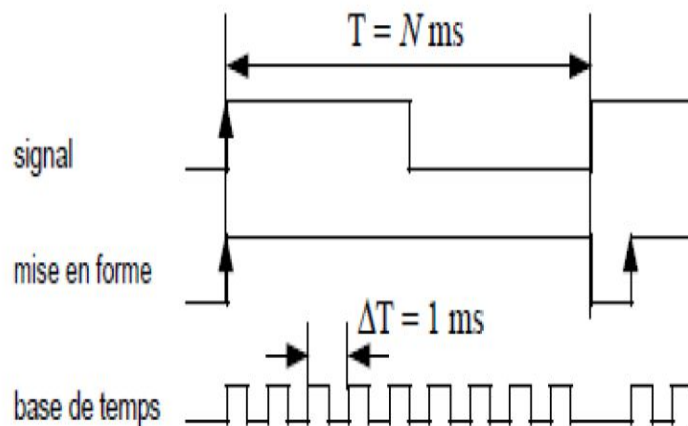 T = N ms
signal
mise en forme
ΔT = 1 ms
base de temps